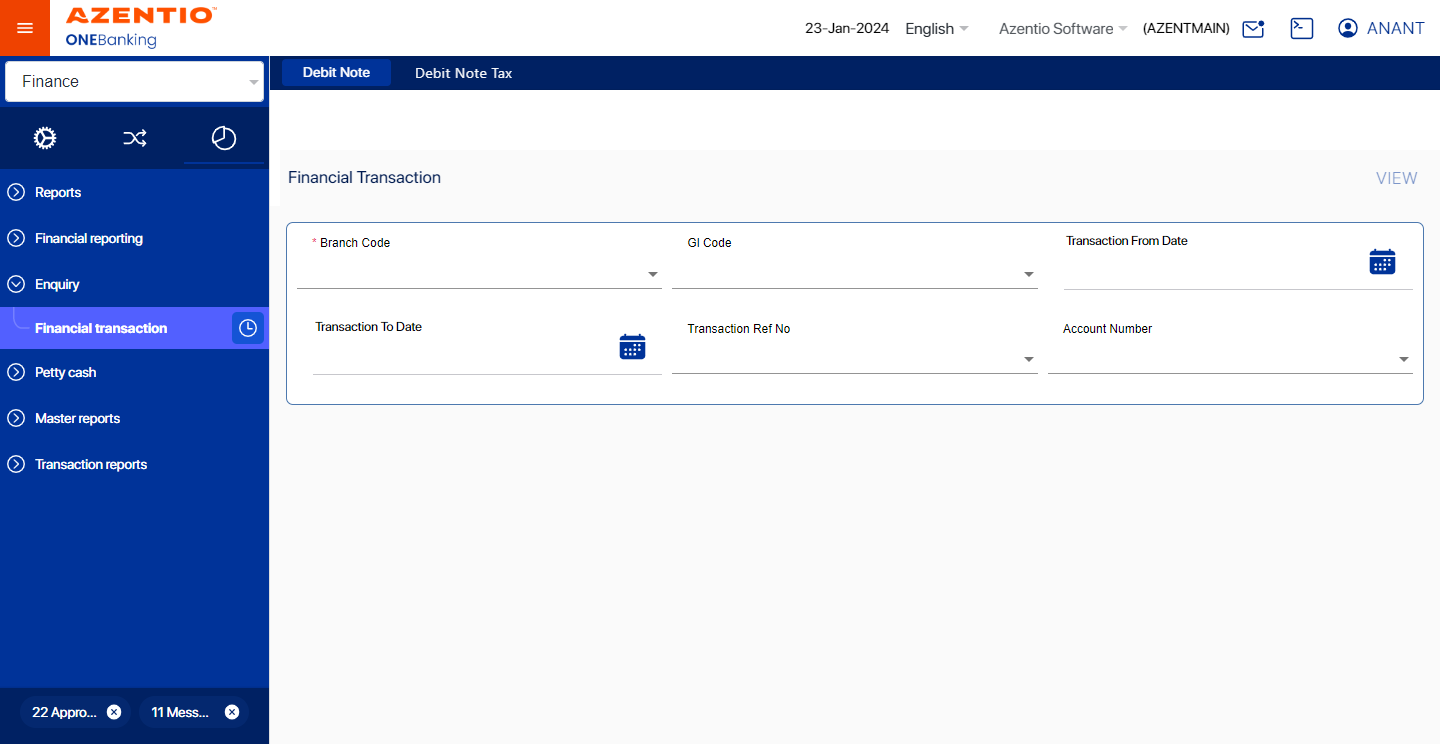 AZENTIO™
ONEBanking
23-Jan-2024 English Azentio Software (AZENTMAIN) ANANT
Finance
Debit Note Debit Note Tax
Reports
Financial reporting
Enquiry
Financial transaction
Petty cash
Master reports
Transaction reports
22 Appro...
11 Mess...
Financial Transaction VIEW
* Branch Code GI Code Transaction From Date
Transaction To Date Transaction Ref No Account Number